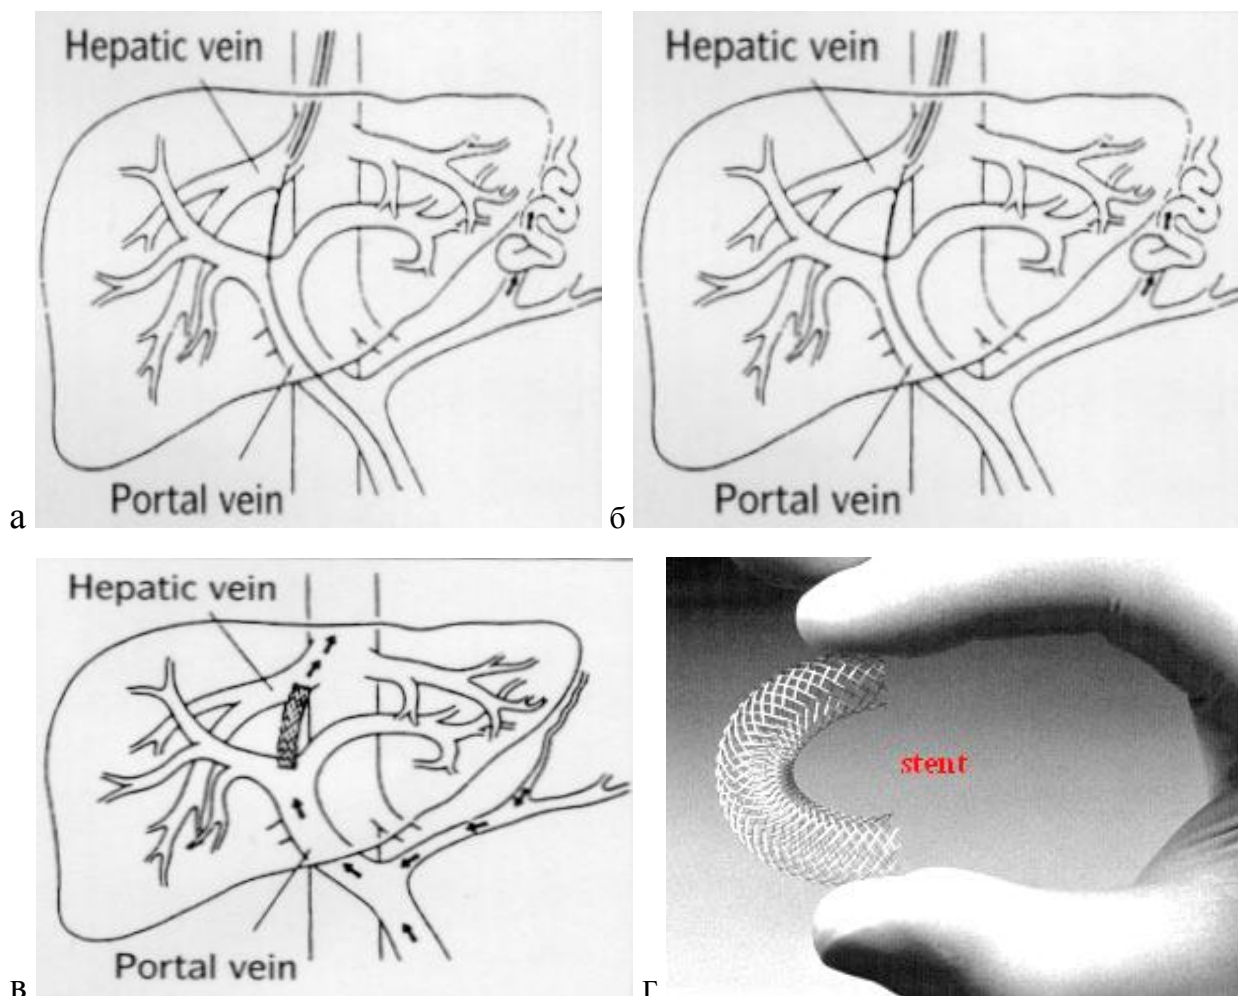 Hepatic vein
Portal vein
а
Hepatic vein
Portal vein
б
Hepatic vein
Portal vein
в
stent
г